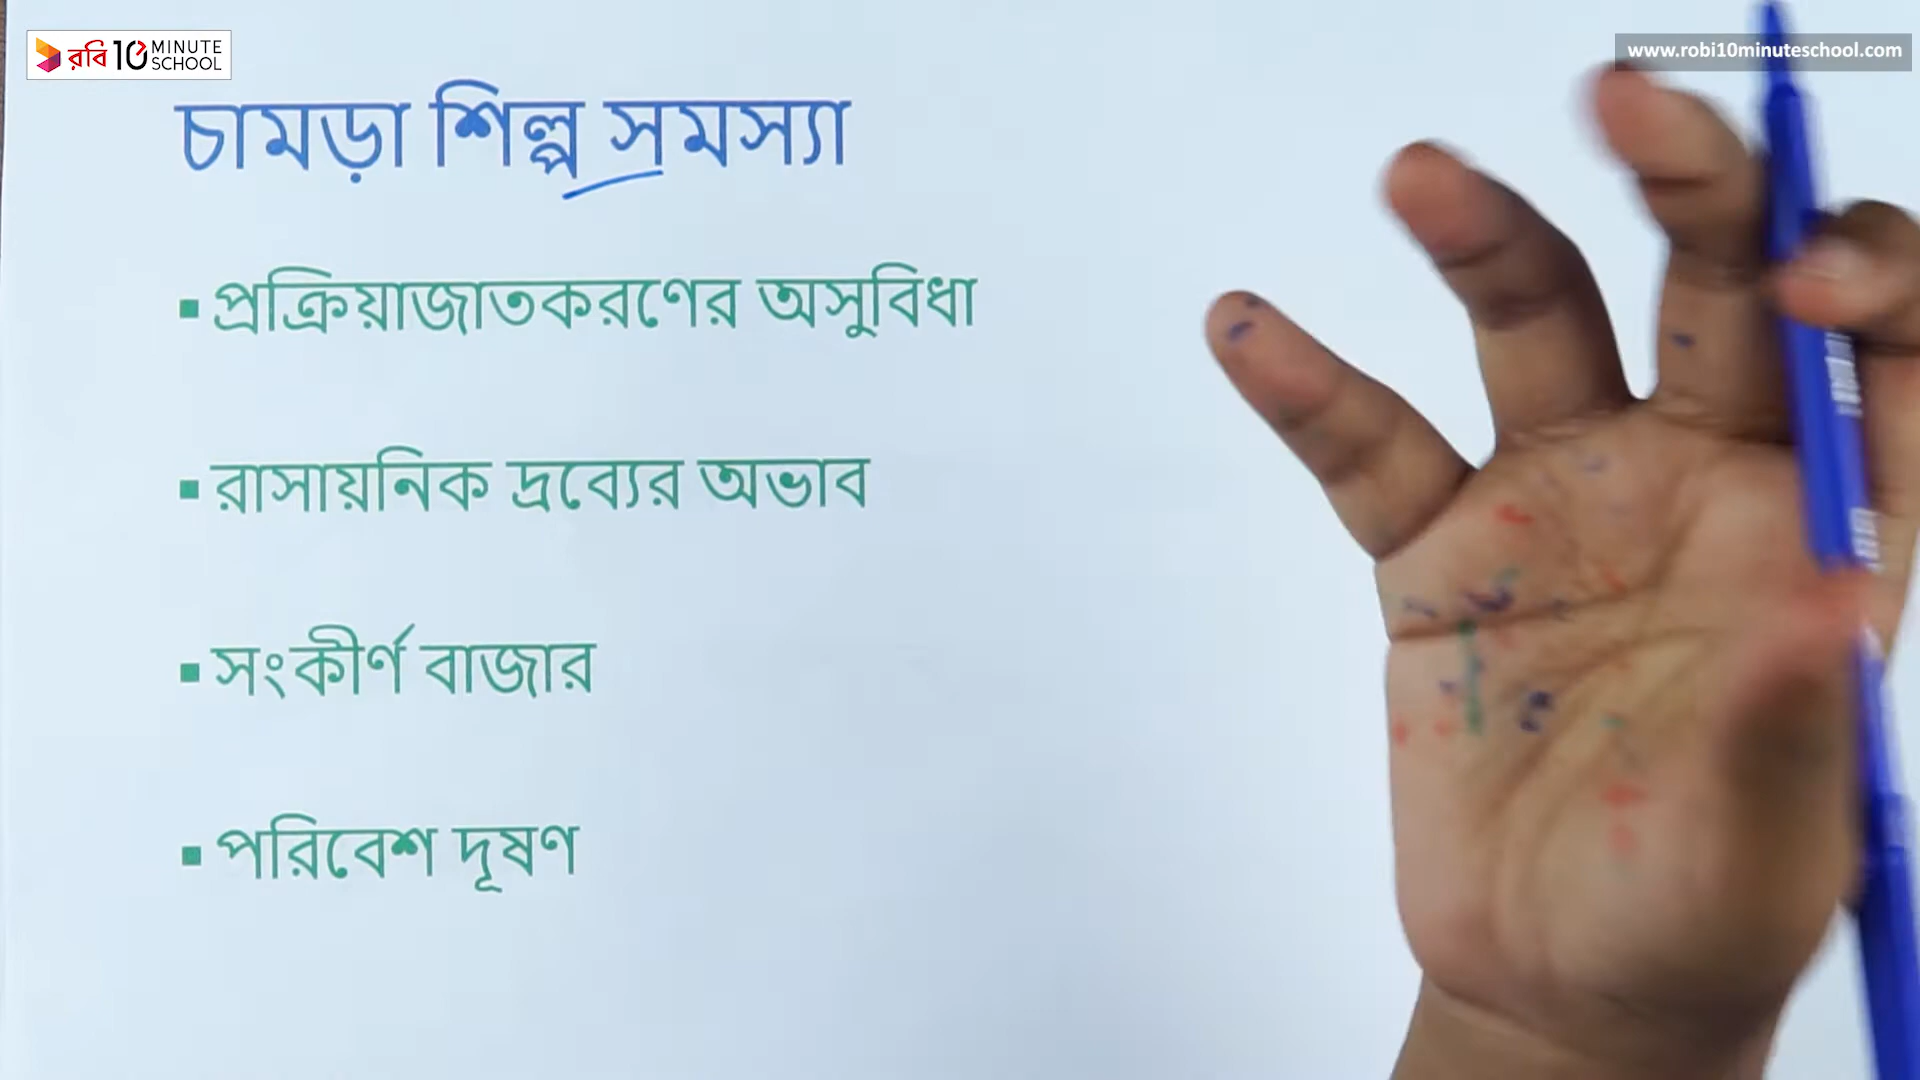 রবি 10 MINUTE SCHOOL
www.robi10minuteschool.com
চামড়া শিল্প সমস্যা
▪ প্রক্রিয়াজাতকরণের অসুবিধা
▪ রাসায়নিক দ্রব্যের অভাব
▪ সংকীর্ণ বাজার
▪ পরিবেশ দূষণ